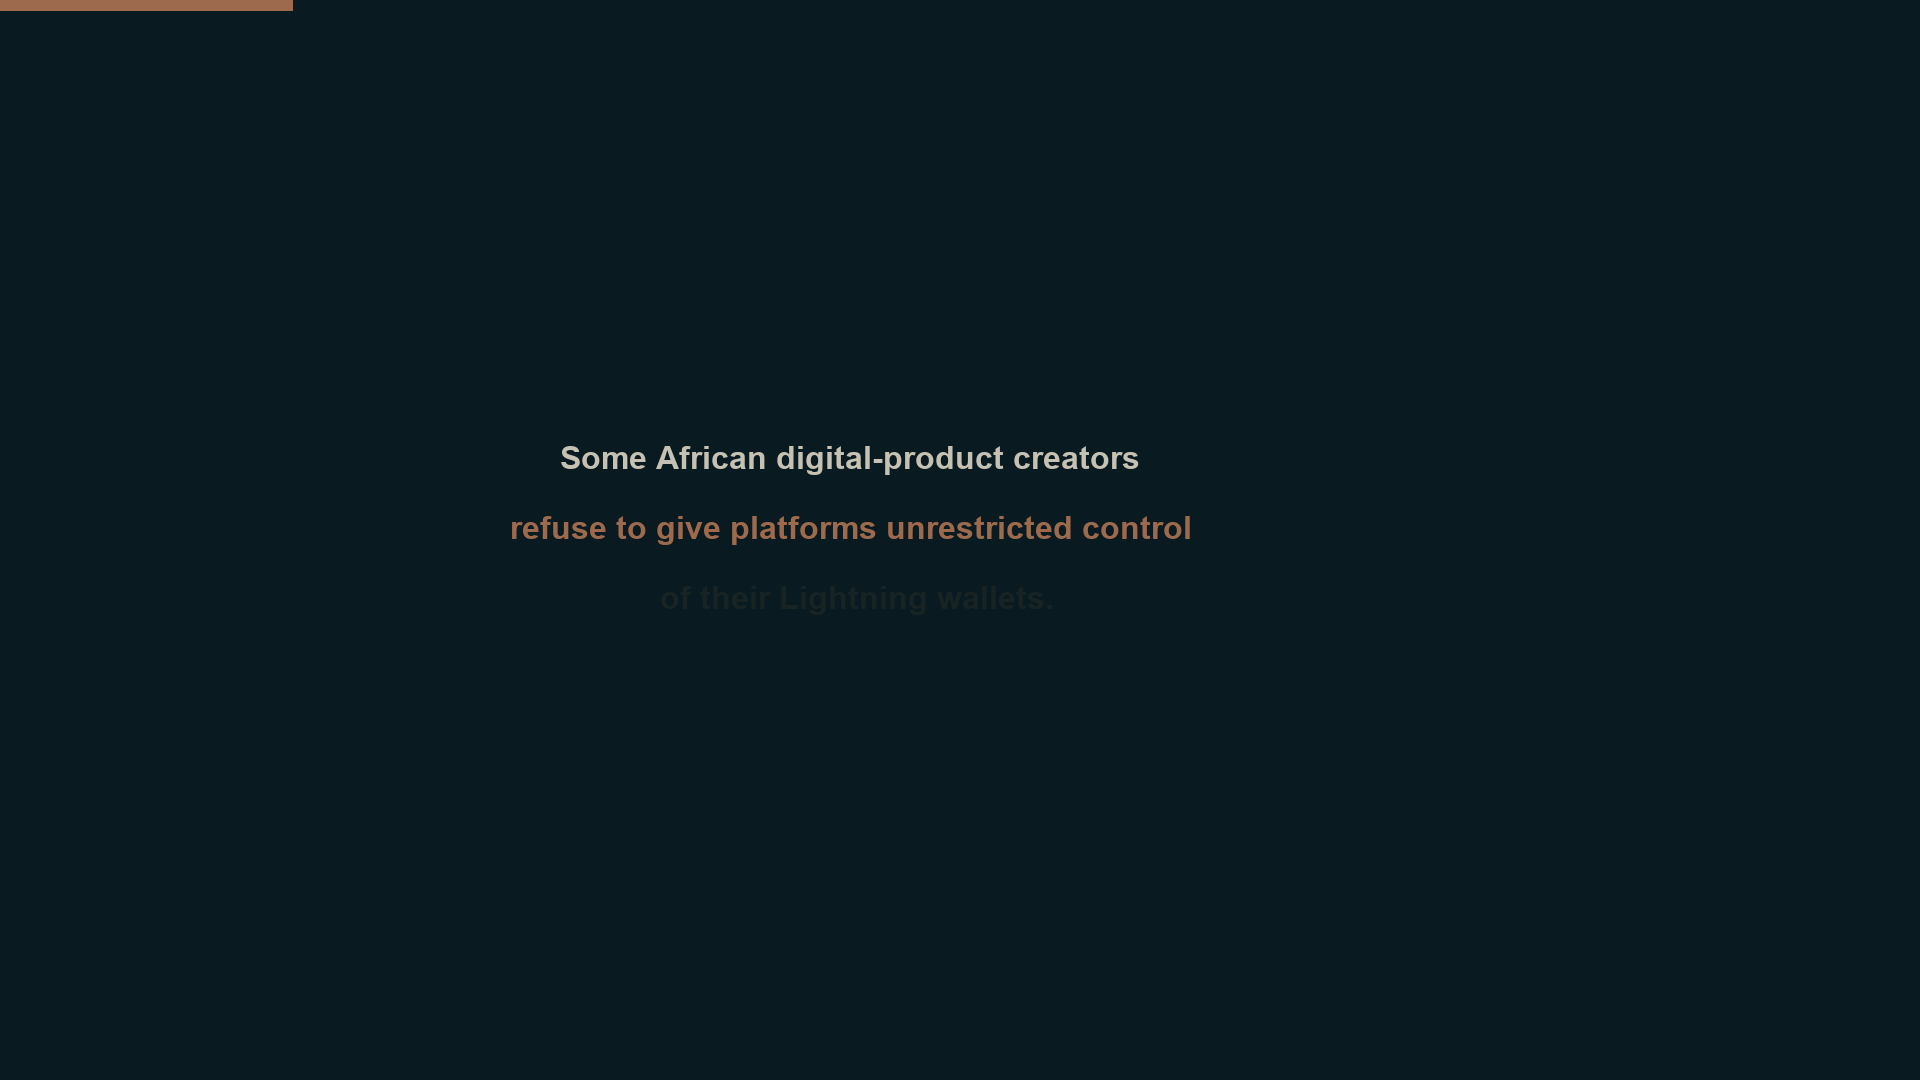 Some African digital-product creators
refuse to give platforms unrestricted control
of their Lightning wallets.